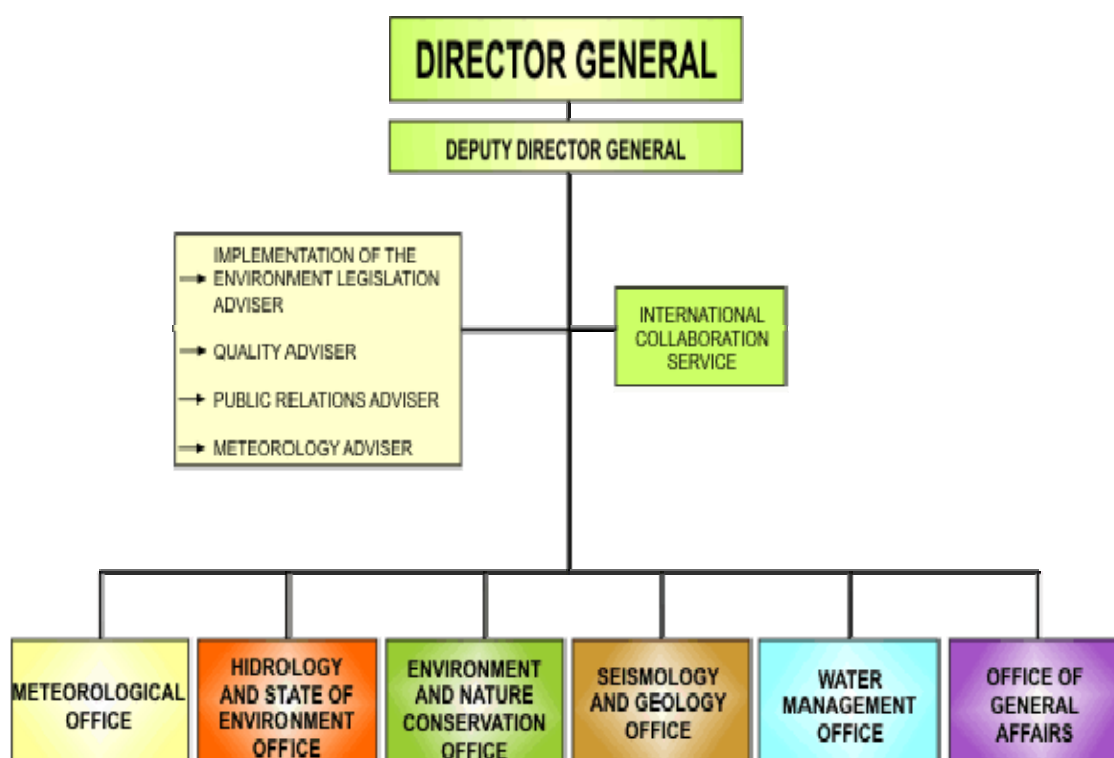 DIRECTOR GENERAL
DEPUTY DIRECTOR GENERAL
IMPLEMENTATION OF THE
ENVIRONMENT LEGISLATION
ADVISER
QUALITY ADVISER
PUBLIC RELATIONS ADVISER
METEOROLOGY ADVISER
INTERNATIONAL
COLLABORATION
SERVICE
METEOROLOGICAL
OFFICE
HIDROLOGY
AND STATE OF
ENVIRONMENT
OFFICE
ENVIRONMENT
AND NATURE
CONSERVATION
OFFICE
SEISMOLOGY
AND GEOLOGY
OFFICE
WATER
MANAGEMENT
OFFICE
OFFICE OF
GENERAL
AFFAIRS